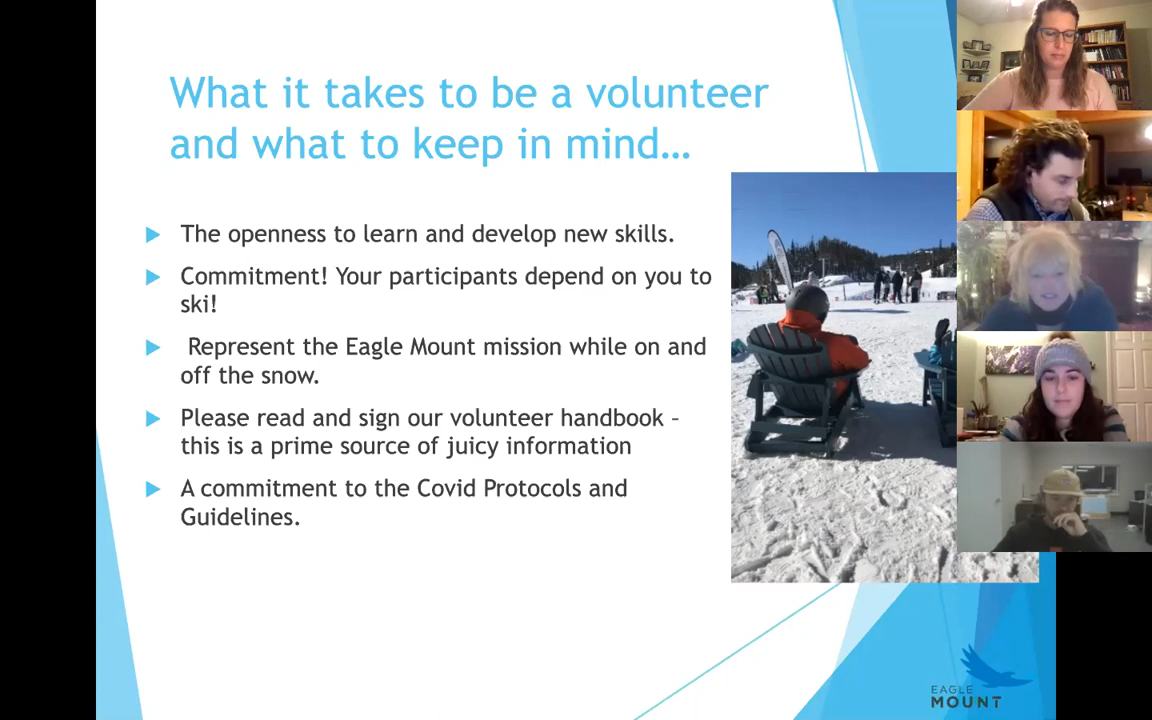 What it takes to be a volunteer
and what to keep in mind…
The openness to learn and develop new skills.
Commitment! Your participants depend on you to
ski!
Represent the Eagle Mount mission while on and
off the snow.
Please read and sign our volunteer handbook –
this is a prime source of juicy information
A commitment to the Covid Protocols and
Guidelines.
EAGLE
MOUNT